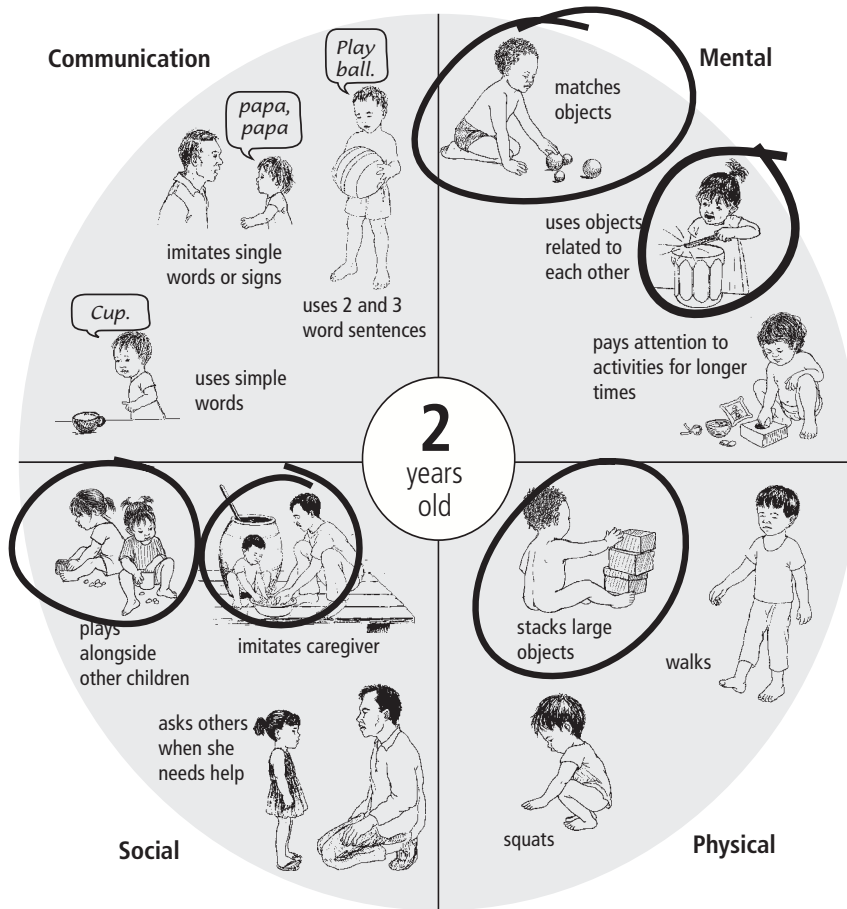 Communication
Play
ball.
papa,
papa
imitates single
words or signs
uses 2 and 3
word sentences
Cup.
uses simple
words
Mental
matches
objects
uses objects
related to
each other
pays attention to
activities for longer
times
2
years
old
plays
alongside
other children
imitates caregiver
asks others
when she
needs help
Social
stacks large
objects
walks
squats
Physical